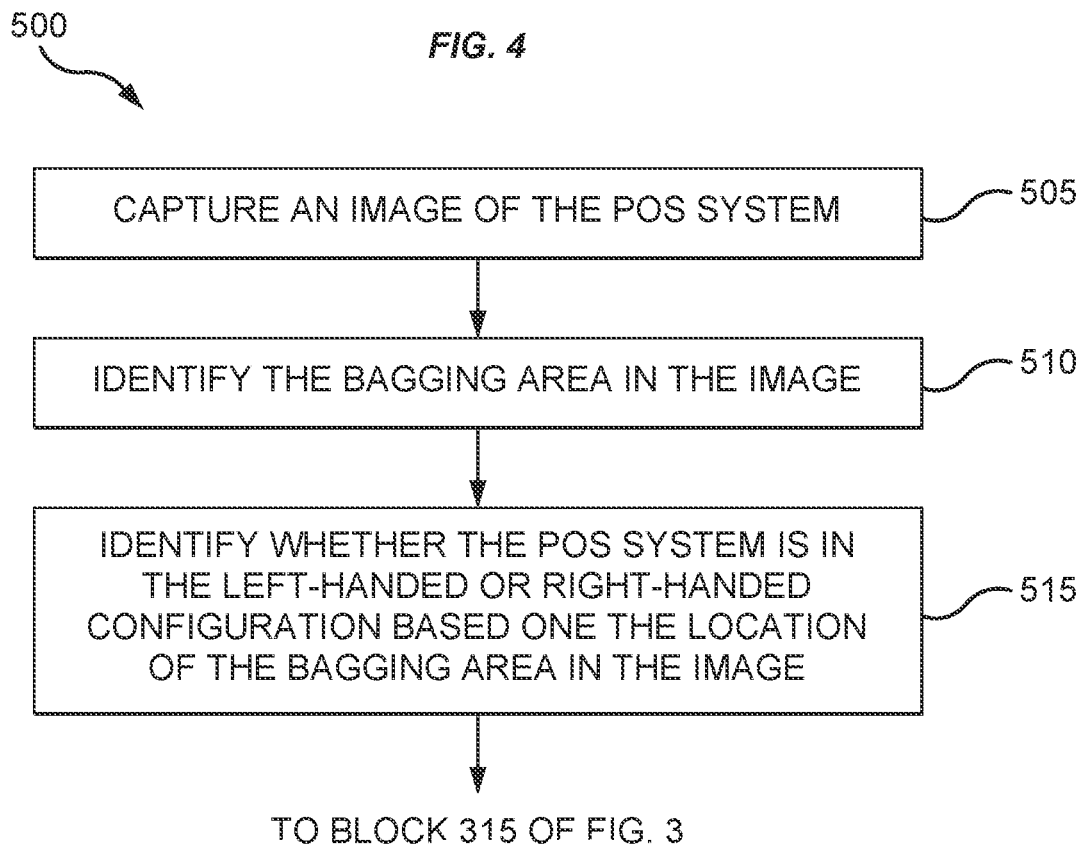 500
FIG. 4
CAPTURE AN IMAGE OF THE POS SYSTEM
505
IDENTIFY THE BAGGING AREA IN THE IMAGE
510
IDENTIFY WHETHER THE POS SYSTEM IS IN
THE LEFT-HANDED OR RIGHT-HANDED
CONFIGURATION BASED ONE THE LOCATION
OF THE BAGGING AREA IN THE IMAGE
515
TO BLOCK 315 OF FIG. 3